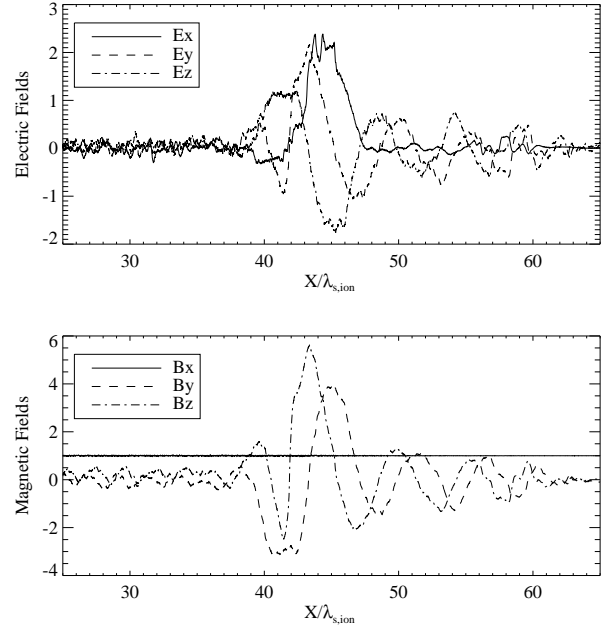 3
2
1
0
-1
-2
Electric Fields
Ex
Ey
Ez
30
40
50
60
X/λs,ion
6
4
2
0
-2
-4
Magnetic Fields
Bx
By
Bz
30
40
50
60
X/λs,ion